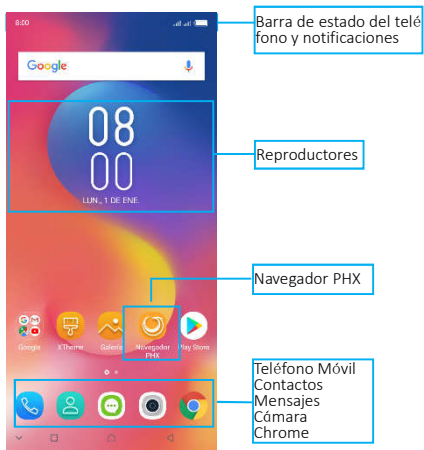 8:00
Barra de estado del telé
fono y notificaciones
Google
08
00
Reproductores
LUN., 1 DE ENE.
Navegador PHX
Google XTheme Galería Navegador PHX Play Store
Teléfono Móvil
Contactos
Mensajes
Cámara
Chrome